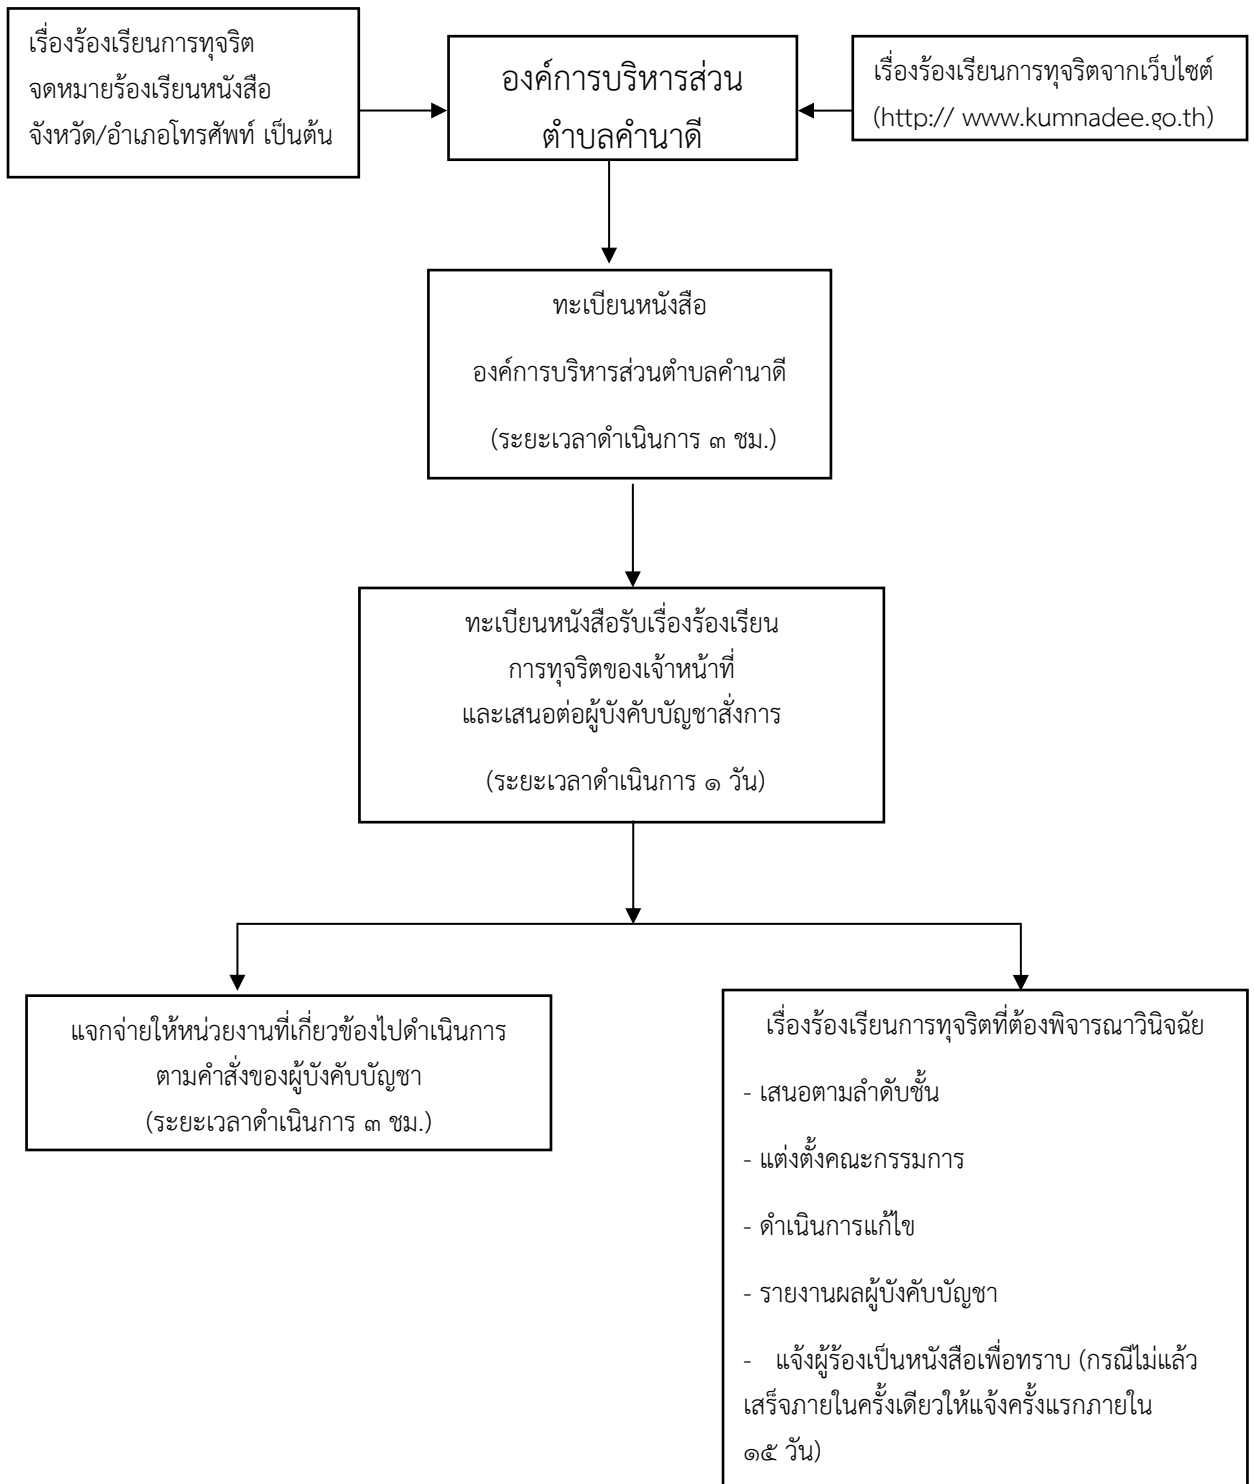 เรื่องร้องเรียนการทุจริต
จดหมายร้องเรียนหนังสือ
จังหวัด/อำเภอโทรศัพท์ เป็นต้น
องค์การบริหารส่วน
ตำบลคำนาดี
เรื่องร้องเรียนการทุจริตจากเว็บไซต์
(http:// www.kumnadee.go.th)
ทะเบียนหนังสือ
องค์การบริหารส่วนตำบลคำนาดี
(ระยะเวลาดำเนินการ ๓ ชม.)
ทะเบียนหนังสือรับเรื่องร้องเรียน
การทุจริตของเจ้าหน้าที่
และเสนอต่อผู้บังคับบัญชาสั่งการ
(ระยะเวลาดำเนินการ ๑ วัน)
แจกจ่ายให้หน่วยงานที่เกี่ยวข้องไปดำเนินการ
ตามคำสั่งของผู้บังคับบัญชา
(ระยะเวลาดำเนินการ ๓ ชม.)
เรื่องร้องเรียนการทุจริตที่ต้องพิจารณาวินิจฉัย
- เสนอตามลำดับชั้น
- แต่งตั้งคณะกรรมการ
- ดำเนินการแก้ไข
- รายงานผลผู้บังคับบัญชา
- แจ้งผู้ร้องเป็นหนังสือเพื่อทราบ (กรณีไม่แล้ว
เสร็จภายในครั้งเดียวให้แจ้งครั้งแรกภายใน
๑๕ วัน)